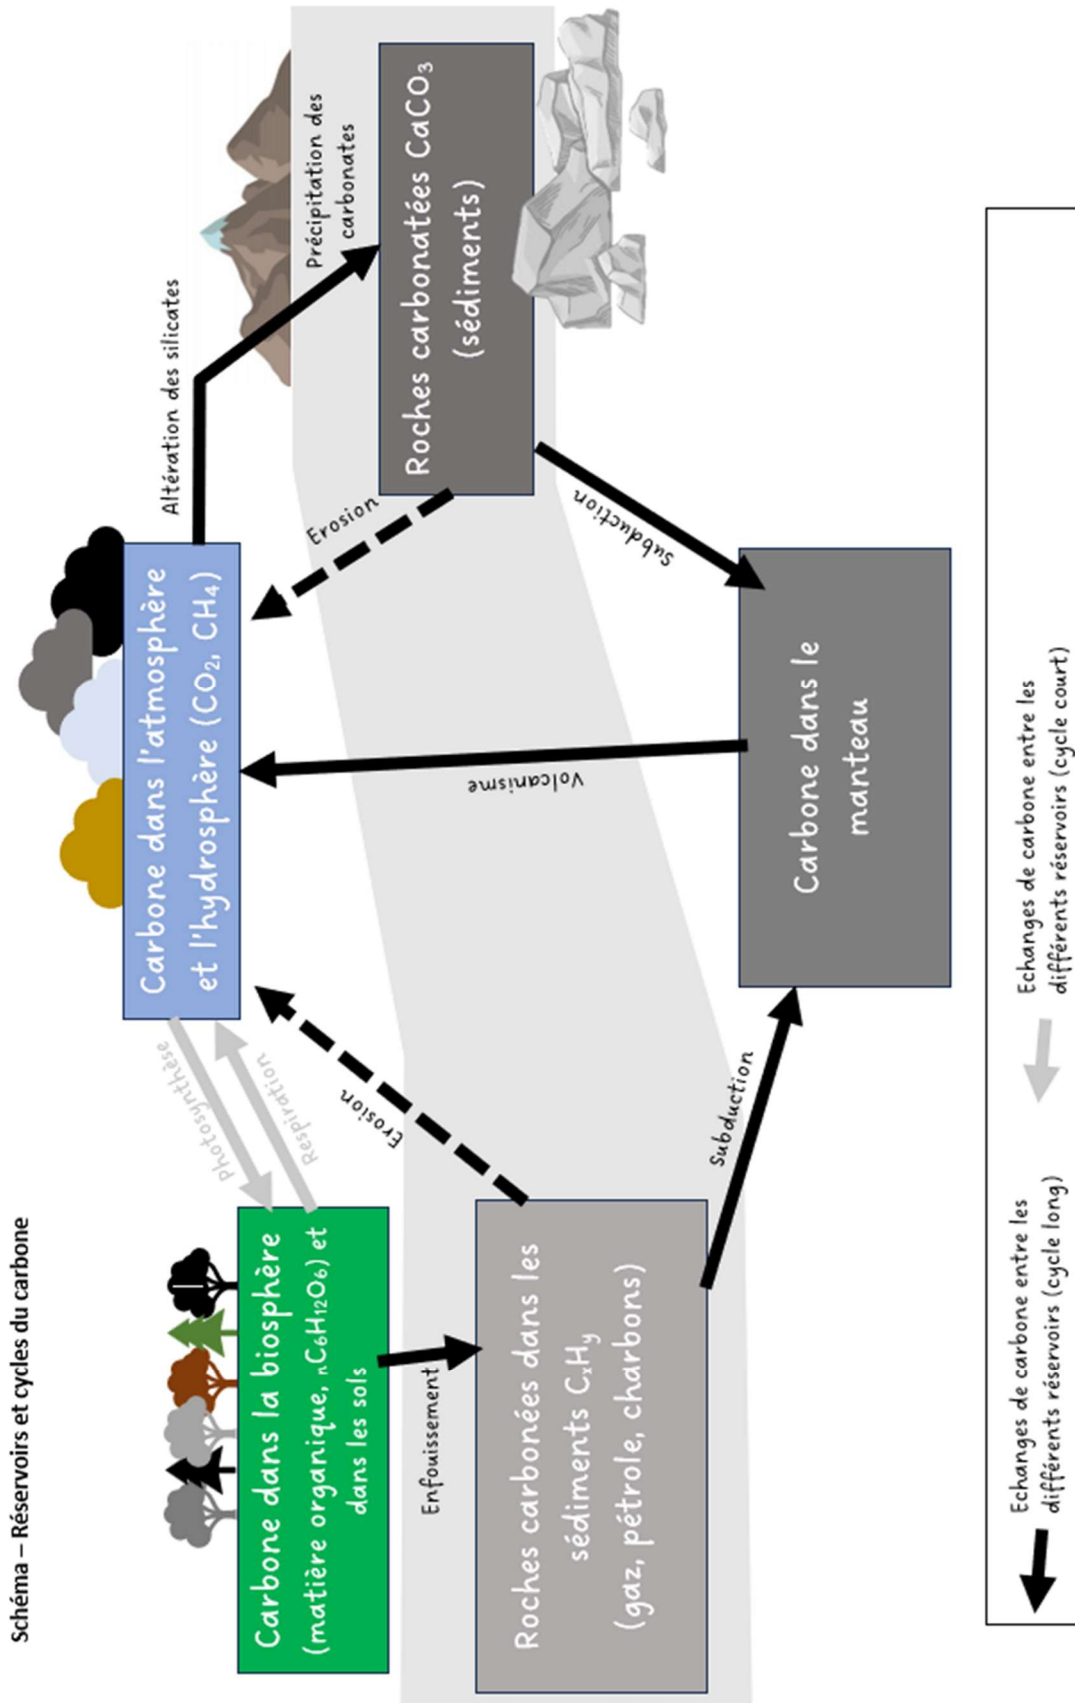 Schéma – Réservoirs et cycles du carbone
Carbone dans l'atmosphère
et l'hydrosphère (CO₂, CH₄)
Altération des silicates
Précipitation des
carbonates
Photosynthèse
Respiration
Carbone dans la biosphère
(matière organique, ₙC₆H₁₂O₆) et
dans les sols
Erosion
Erosion
Roches carbonatées CaCO₃
(sédiments)
Enfouissement
Volcanisme
Roches carbonées dans les
sédiments CₓHᵧ
(gaz, pétrole, charbons)
Subduction
Subduction
Carbone dans le
manteau
Echanges de carbone entre les
différents réservoirs (cycle long)
Echanges de carbone entre les
différents réservoirs (cycle court)